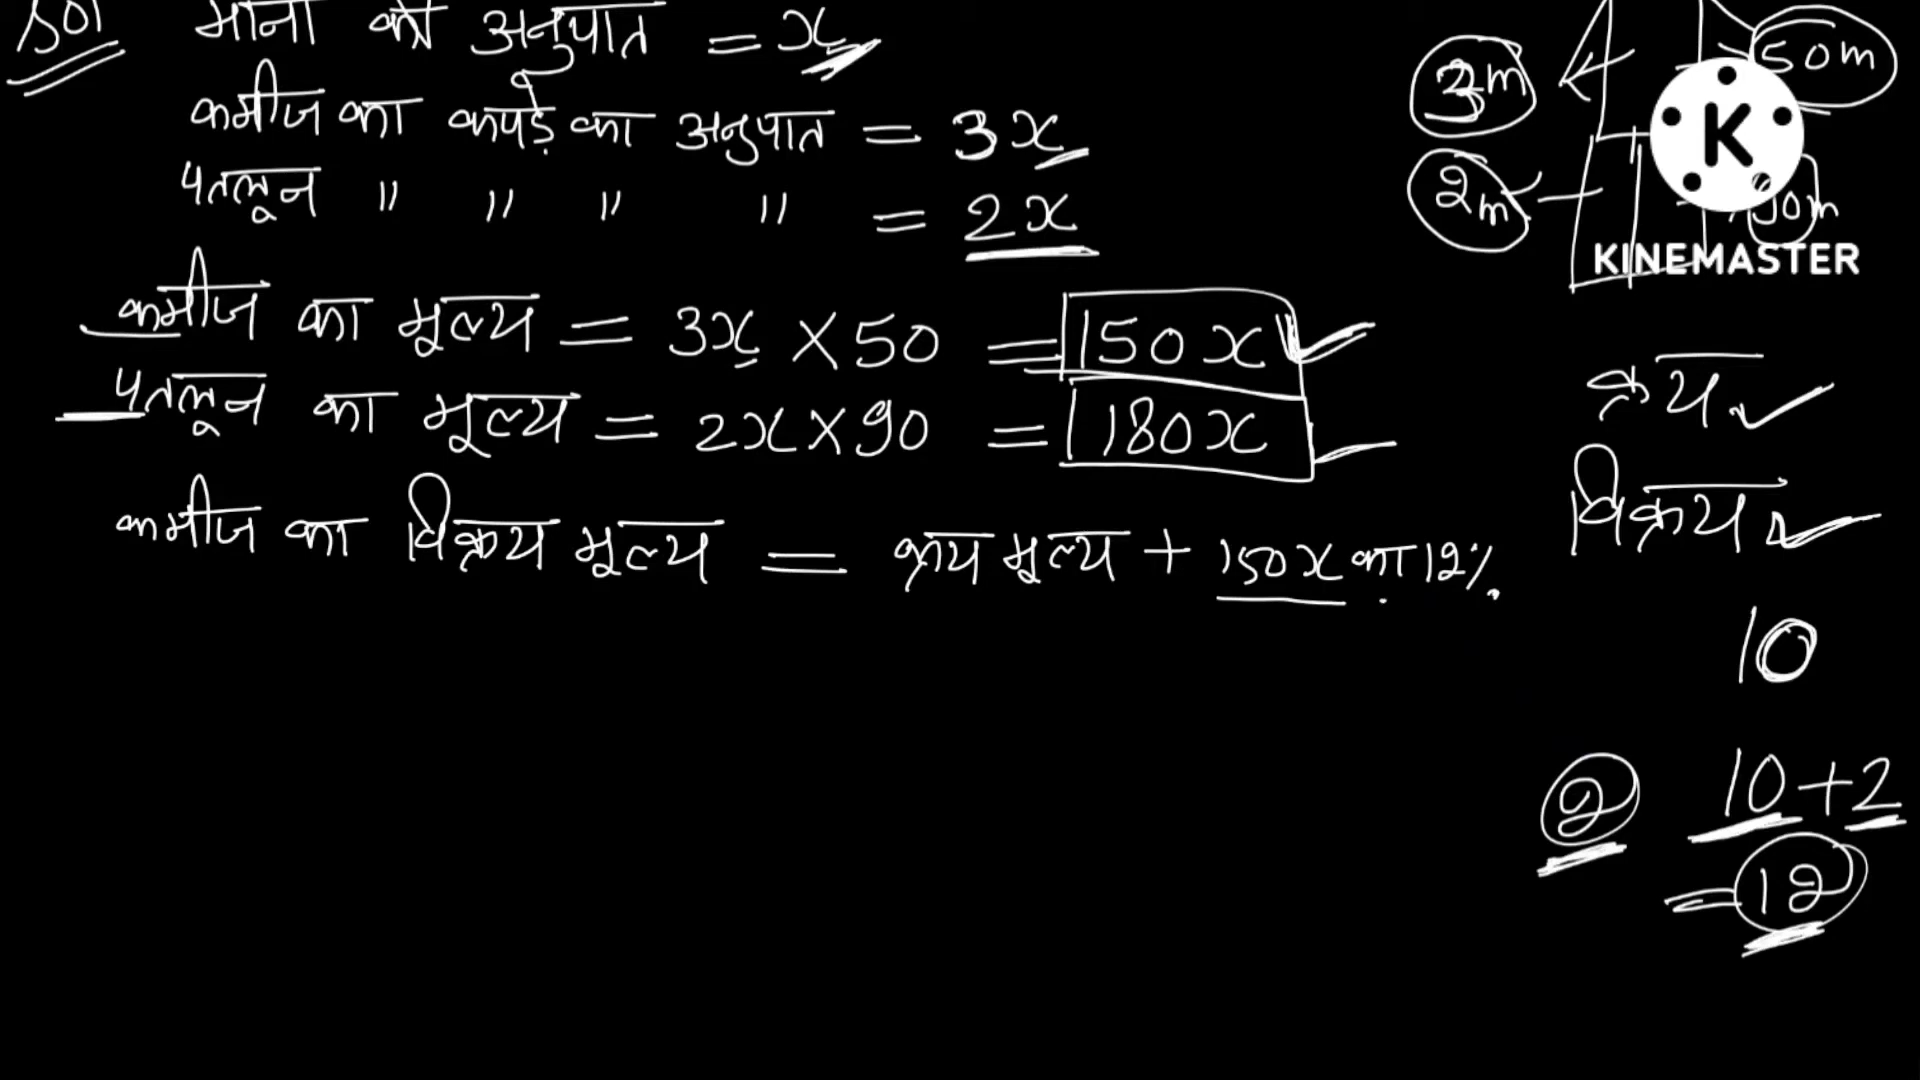 Sol माना की अनुपात = x
कमीज का कपड़े का अनुपात = 3x
पतलून " " " " = 2x
कमीज का मूल्य = 3x × 50 = 150x
पतलून का मूल्य = 2x × 90 = 180x
कमीज का विक्रय मूल्य = क्रय मूल्य + 150x का 12%
3m
50m
2m
90m
K
KINEMASTER
क्रय
विक्रय
10
2 10 + 2
= 12